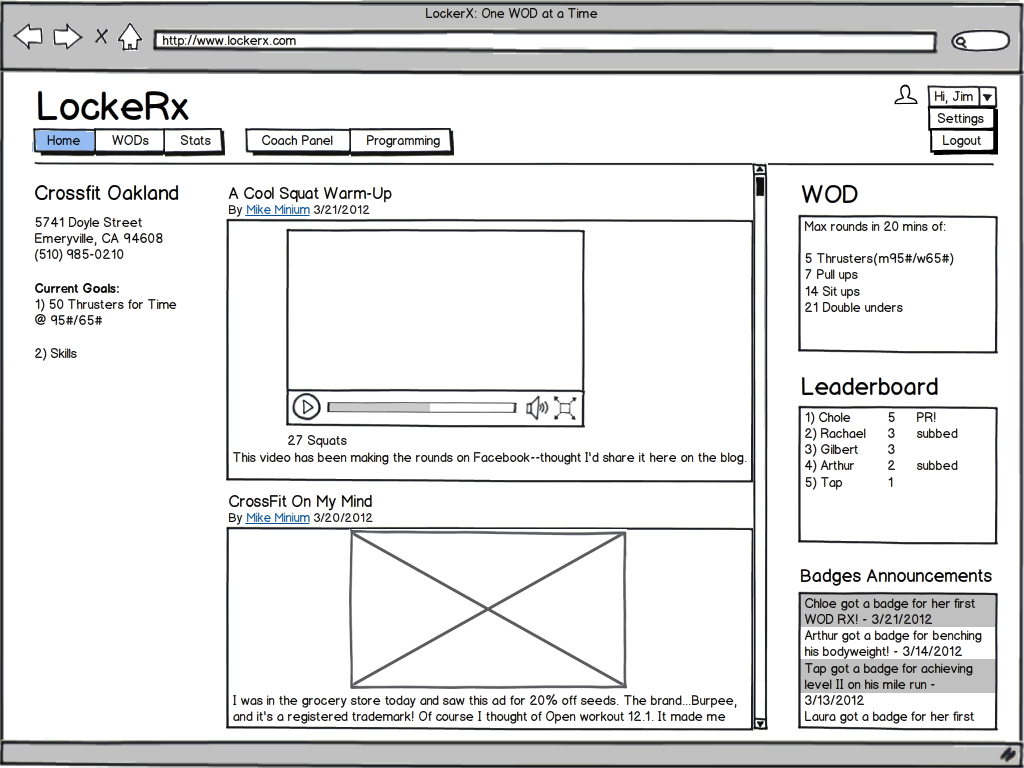 LockerX: One WOD at a Time
http://www.lockerx.com
LockeRx
Hi, Jim
Settings
Logout
Home WODs Stats Coach Panel Programming
Crossfit Oakland
5741 Doyle Street
Emeryville, CA 94608
(510) 985-0210
Current Goals:
1) 50 Thrusters for Time
@ 95#/65#
2) Skills
A Cool Squat Warm-Up
By Mike Minium 3/21/2012
27 Squats
This video has been making the rounds on Facebook--thought I'd share it here on the blog.
CrossFit On My Mind
By Mike Minium 3/20/2012
I was in the grocery store today and saw this ad for 20% off seeds. The brand...Burpee,
and it's a registered trademark! Of course I thought of Open workout 12.1. It made me
WOD
Max rounds in 20 mins of:
5 Thrusters(m95#/w65#)
7 Pull ups
14 Sit ups
21 Double unders
Leaderboard
1) Chole 5 PR!
2) Rachael 3 subbed
3) Gilbert 3
4) Arthur 2 subbed
5) Tap 1
Badges Announcements
Chloe got a badge for her first
WOD RX! - 3/21/2012
Arthur got a badge for benching
his bodyweight! - 3/14/2012
Tap got a badge for achieving
level II on his mile run -
3/13/2012
Laura got a badge for her first